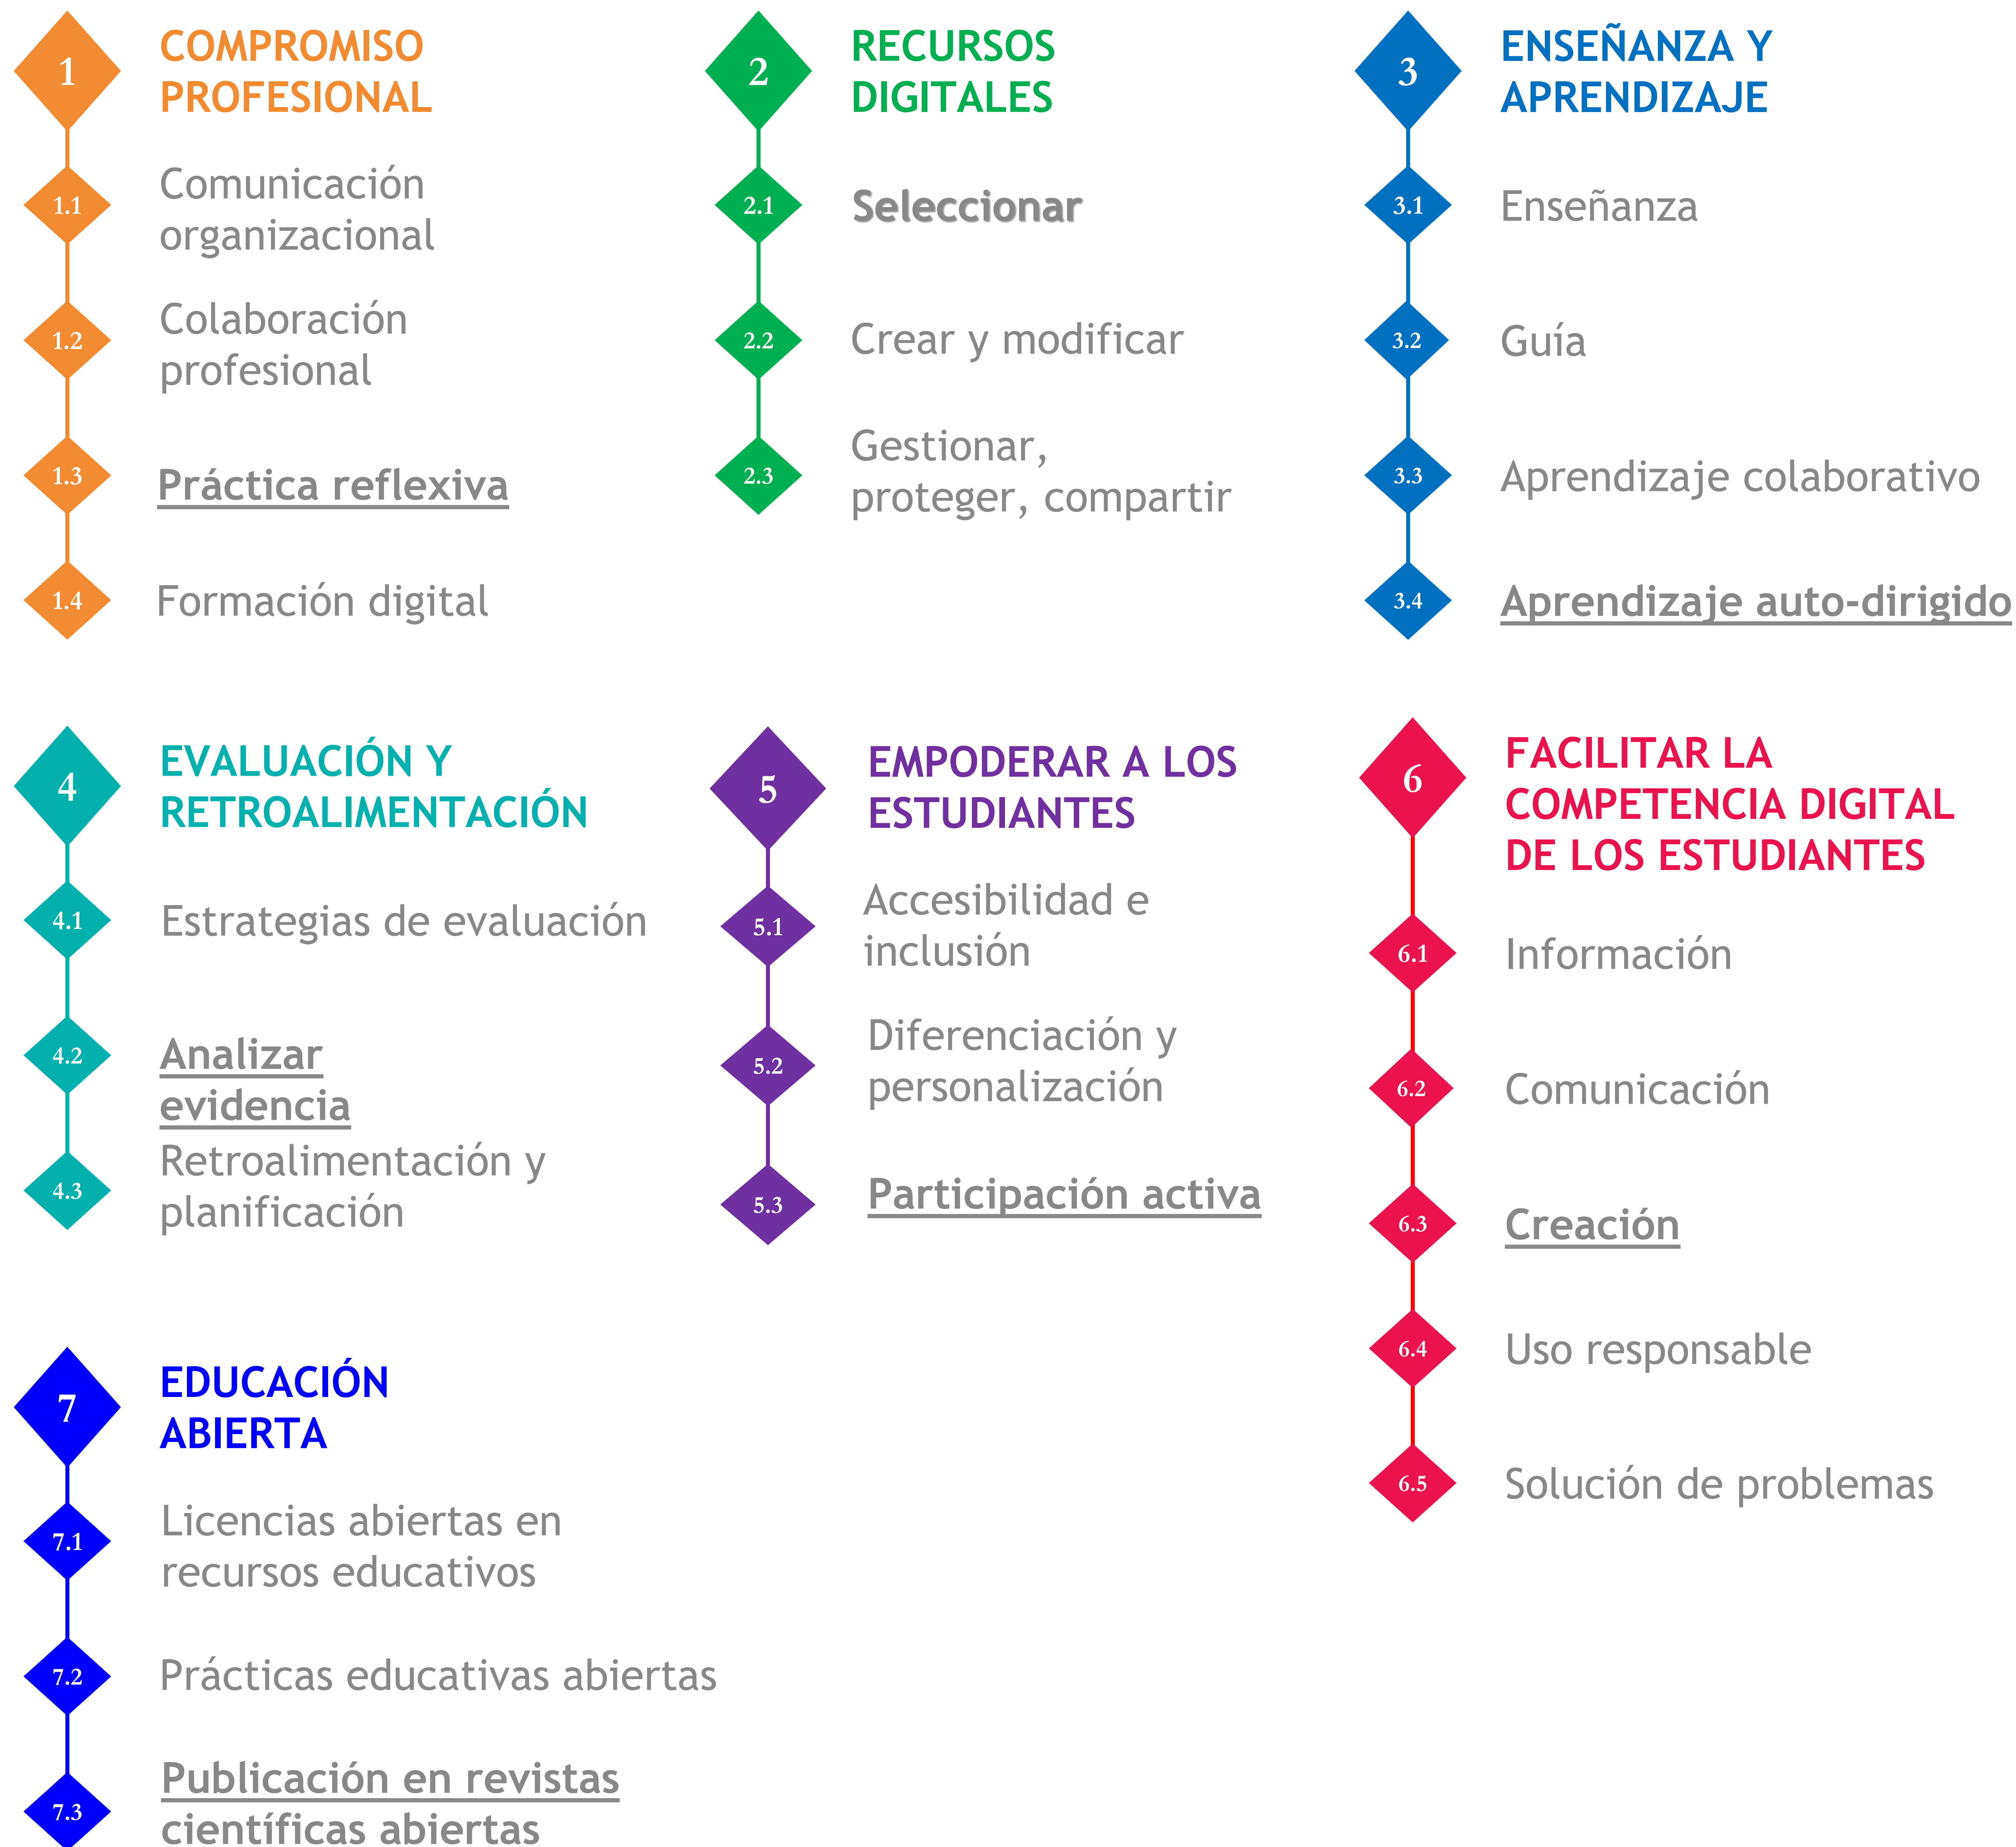 1
COMPROMISO
PROFESIONAL
1.1
Comunicación
organizacional
1.2
Colaboración
profesional
1.3
Práctica reflexiva
1.4
Formación digital
2
RECURSOS
DIGITALES
2.1
Seleccionar
2.2
Crear y modificar
2.3
Gestionar,
proteger, compartir
3
ENSEÑANZA Y
APRENDIZAJE
3.1
Enseñanza
3.2
Guía
3.3
Aprendizaje colaborativo
3.4
Aprendizaje auto-dirigido
4
EVALUACIÓN Y
RETROALIMENTACIÓN
4.1
Estrategias de evaluación
4.2
Analizar
evidencia
4.3
Retroalimentación y
planificación
5
EMPODERAR A LOS
ESTUDIANTES
5.1
Accesibilidad e
inclusión
5.2
Diferenciación y
personalización
5.3
Participación activa
6
FACILITAR LA
COMPETENCIA DIGITAL
DE LOS ESTUDIANTES
6.1
Información
6.2
Comunicación
6.3
Creación
6.4
Uso responsable
6.5
Solución de problemas
7
EDUCACIÓN
ABIERTA
7.1
Licencias abiertas en
recursos educativos
7.2
Prácticas educativas abiertas
7.3
Publicación en revistas
científicas abiertas